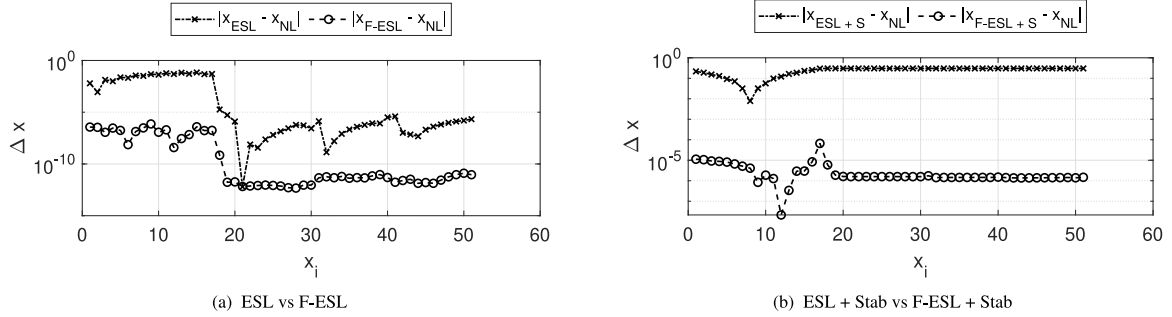 |x_ESL - x_NL| |x_F-ESL - x_NL|
10^0
10^-10
Δ x
0 10 20 30 40 50 60
x_i
(a) ESL vs F-ESL
|x_ESL + S - x_NL| |x_F-ESL + S - x_NL|
10^0
10^-5
Δ x
0 10 20 30 40 50 60
x_i
(b) ESL + Stab vs F-ESL + Stab